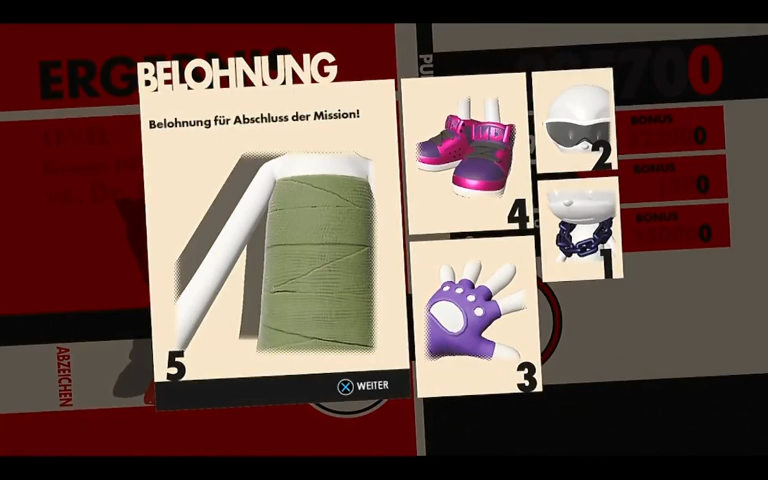 BELOHNUNG
Belohnung für Abschluss der Mission!
5
WEITER
4
3
2
1
700
BONUS
0
BONUS
0
BONUS
0
ABZEICHEN